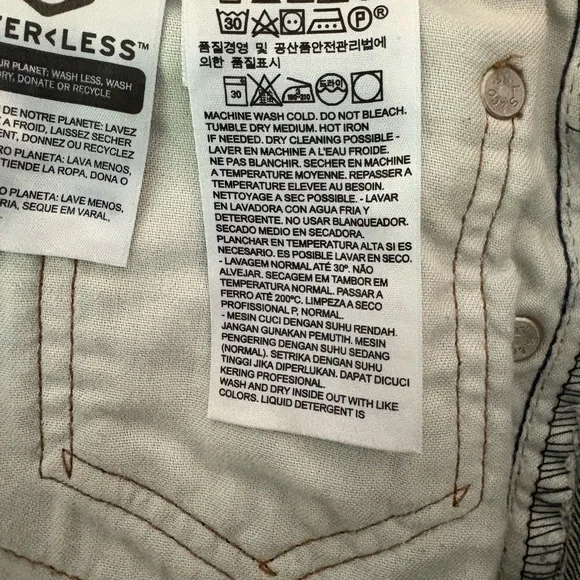 ER<LESS™
R PLANET: WASH LESS, WASH
DRY, DONATE OR RECYCLE
DE NOTRE PLANETE: LAVEZ
A FROID, LAISSEZ SECHER
ENT, DONNEZ OU RECYCLEZ
RO PLANETA: LAVA MENOS,
TIENDE LA ROPA, DONA O
PLANETA: LAVE MENOS,
RIA, SEQUE EM VARAL,
30 P ®
품질경영 및 공산품안전관리법에
의한 품질표시
30 드라이
MACHINE WASH COLD. DO NOT BLEACH.
TUMBLE DRY MEDIUM. HOT IRON
IF NEEDED. DRY CLEANING POSSIBLE -
LAVER EN MACHINE A L'EAU FROIDE.
NE PAS BLANCHIR. SECHER EN MACHINE
A TEMPERATURE MOYENNE. REPASSER A
TEMPERATURE ELEVEE AU BESOIN.
NETTOYAGE A SEC POSSIBLE. - LAVAR
EN LAVADORA CON AGUA FRIA Y
DETERGENTE. NO USAR BLANQUEADOR.
SECADO MEDIO EN SECADORA.
PLANCHAR EN TEMPERATURA ALTA SI ES
NECESARIO. ES POSIBLE LAVAR EN SECO.
- LAVAGEM NORMAL ATÉ 30º. NÃO
ALVEJAR. SECAGEM EM TAMBOR EM
TEMPERATURA NORMAL. PASSAR A
FERRO ATÉ 200ºC. LIMPEZA A SECO
PROFISSIONAL P, NORMAL.
- MESIN CUCI DENGAN SUHU RENDAH.
JANGAN GUNAKAN PEMUTIH. MESIN
PENGERING DENGAN SUHU SEDANG
(NORMAL). SETRIKA DENGAN SUHU
TINGGI JIKA DIPERLUKAN. DAPAT DICUCI
KERING PROFESIONAL.
WASH AND DRY INSIDE OUT WITH LIKE
COLORS. LIQUID DETERGENT IS